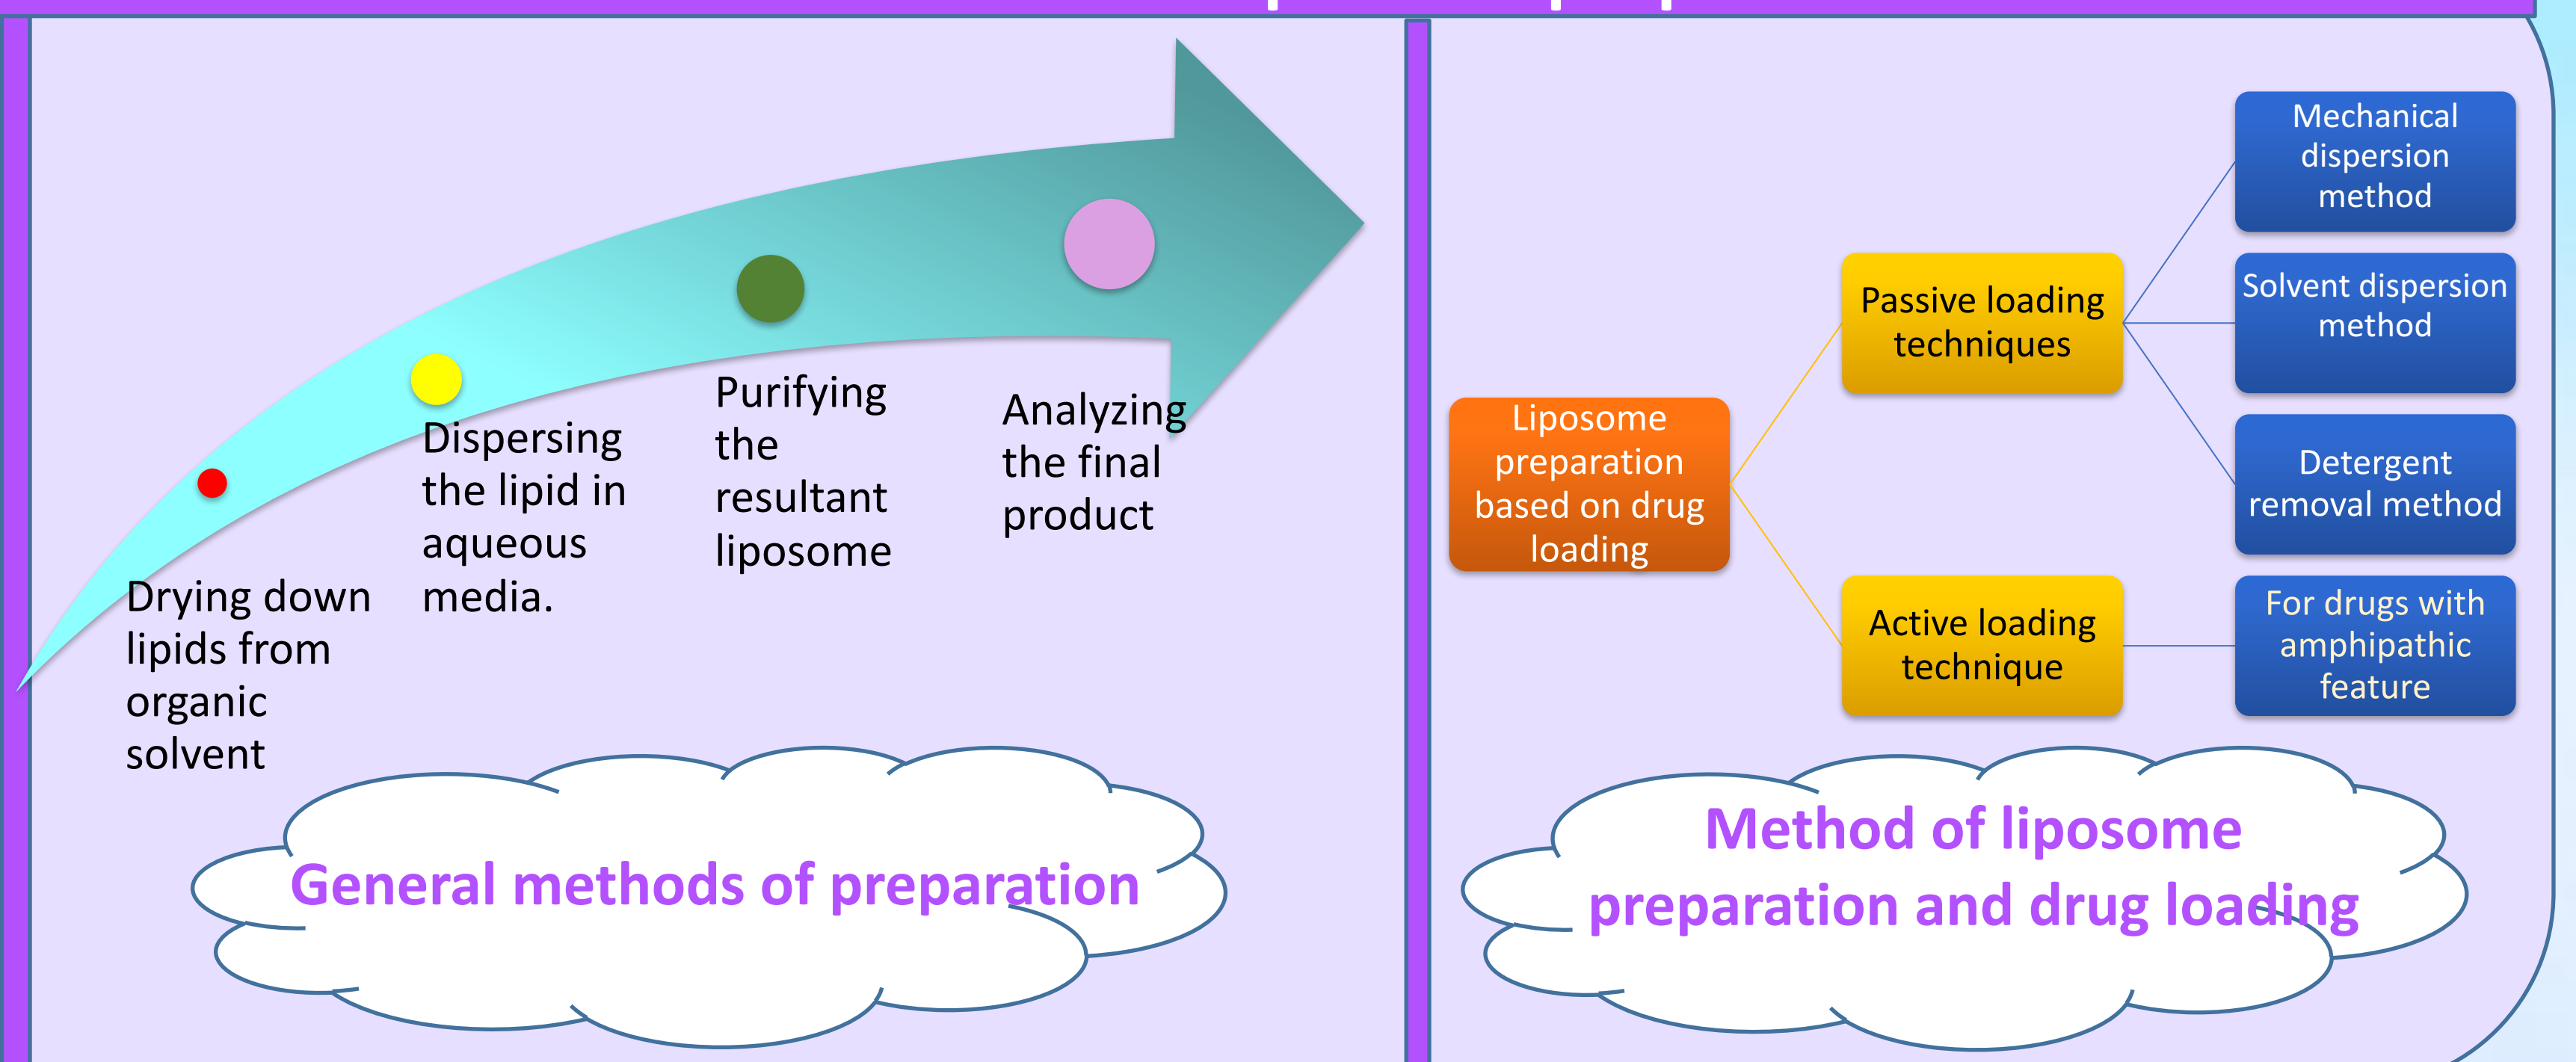 Drying down
lipids from
organic
solvent
Dispersing
the lipid in
aqueous
media.
Purifying
the
resultant
liposome
Analyzing
the final
product
General methods of preparation
Liposome
preparation
based on drug
loading
Passive loading
techniques
Active loading
technique
Mechanical
dispersion
method
Solvent dispersion
method
Detergent
removal method
For drugs with
amphipathic
feature
Method of liposome
preparation and drug loading